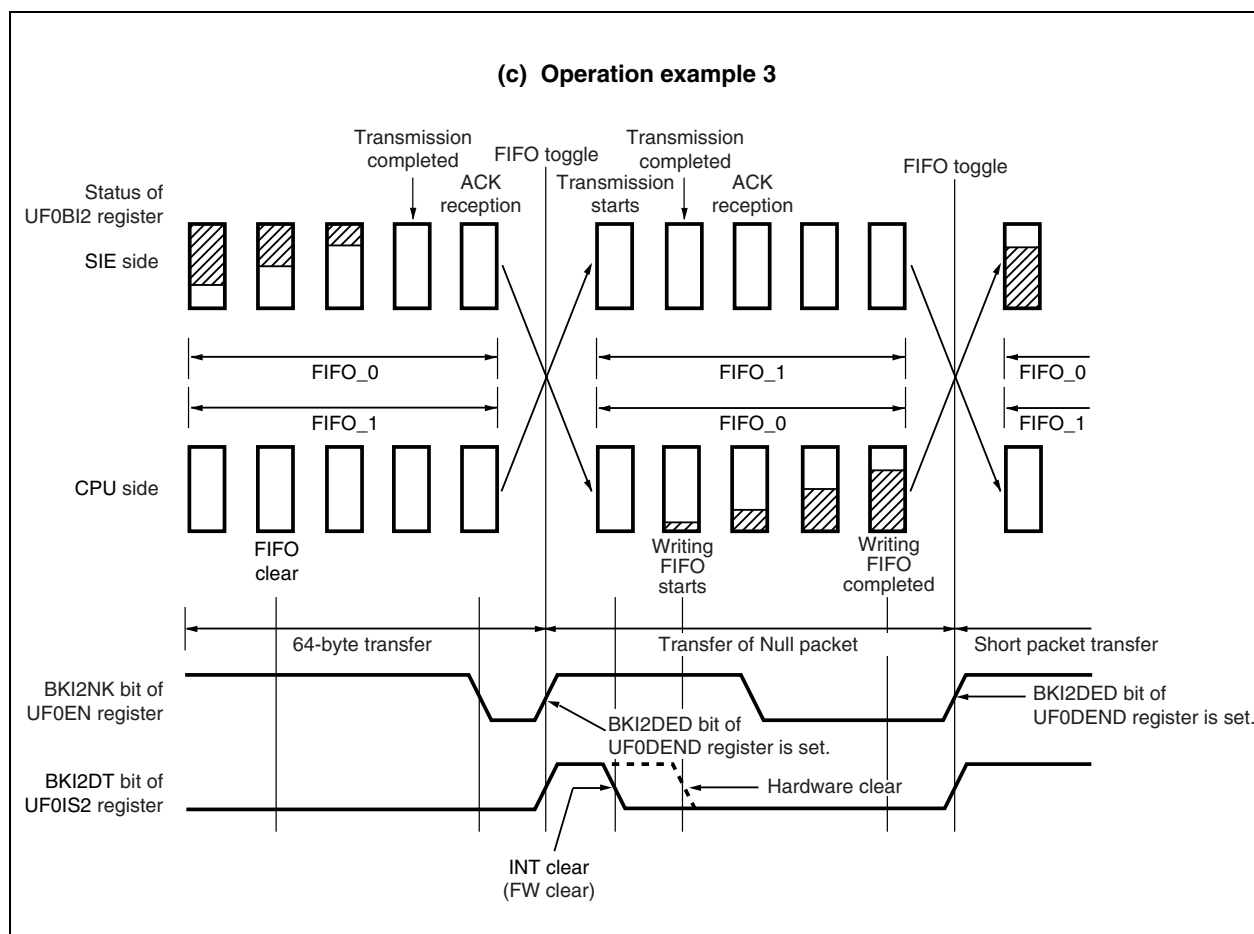 (c) Operation example 3
Transmission
completed
FIFO toggle
Transmission
completed
FIFO toggle
Status of
UF0BI2 register
ACK
reception
Transmission
starts
ACK
reception
SIE side
FIFO_0
FIFO_1
FIFO_0
FIFO_1
FIFO_0
FIFO_1
CPU side
FIFO
clear
Writing
FIFO
starts
Writing
FIFO
completed
64-byte transfer
Transfer of Null packet
Short packet transfer
BKI2NK bit of
UF0EN register
BKI2DED bit of
UF0DEND register is set.
BKI2DED bit of
UF0DEND register is set.
BKI2DT bit of
UF0IS2 register
Hardware clear
INT clear
(FW clear)